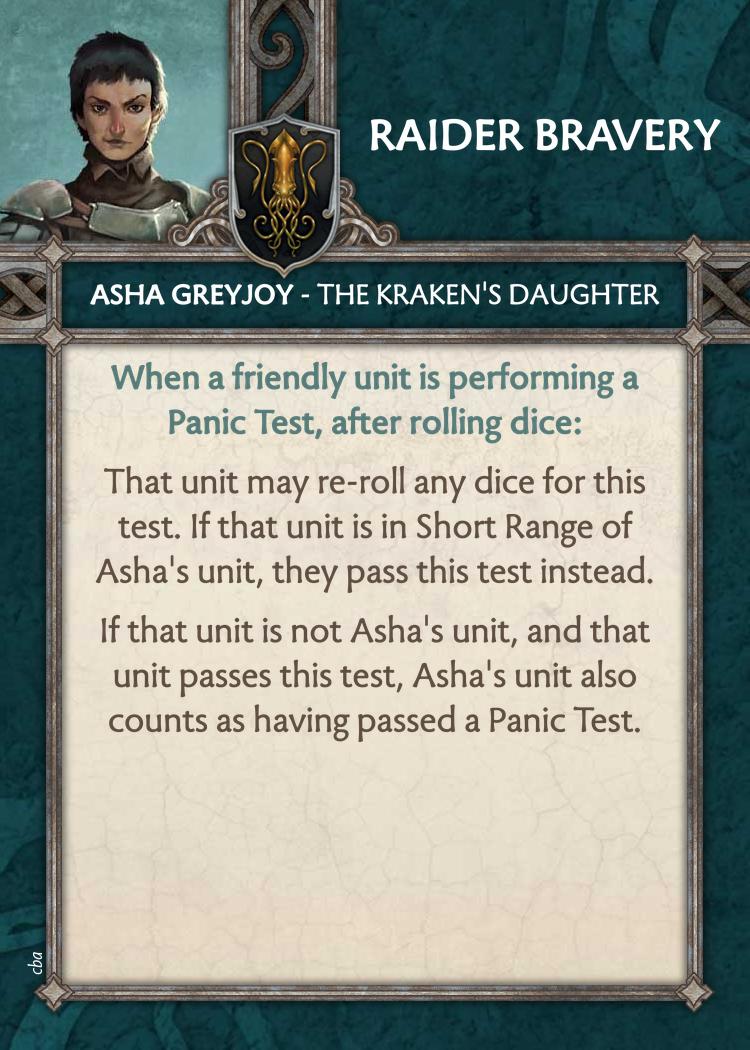 RAIDER BRAVERY
ASHA GREYJOY - THE KRAKEN'S DAUGHTER
When a friendly unit is performing a
Panic Test, after rolling dice:
That unit may re-roll any dice for this
test. If that unit is in Short Range of
Asha's unit, they pass this test instead.
If that unit is not Asha's unit, and that
unit passes this test, Asha's unit also
counts as having passed a Panic Test.
cba